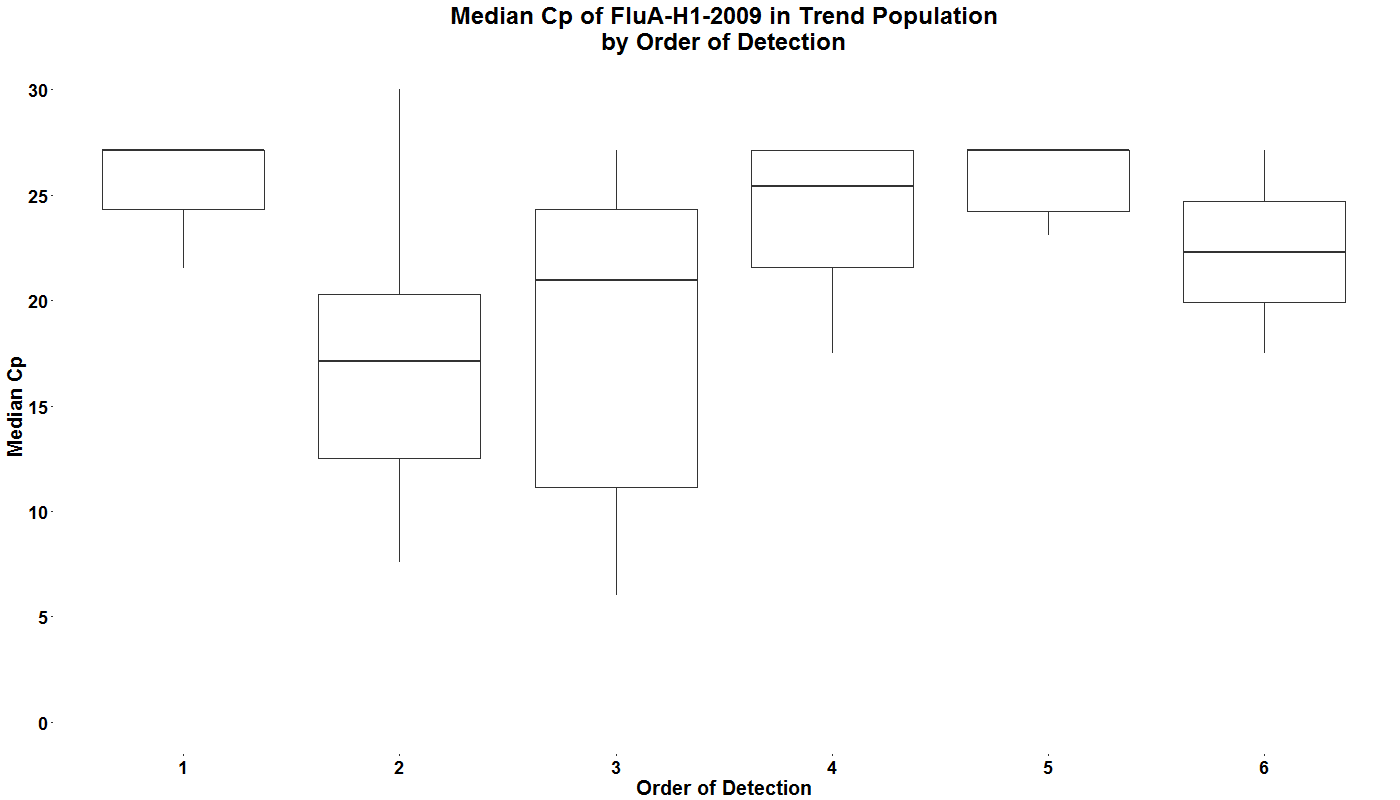 Median Cp of FluA-H1-2009 in Trend Population
by Order of Detection
30
25
20
15
10
5
0
Median Cp
1 2 3 4 5 6
Order of Detection